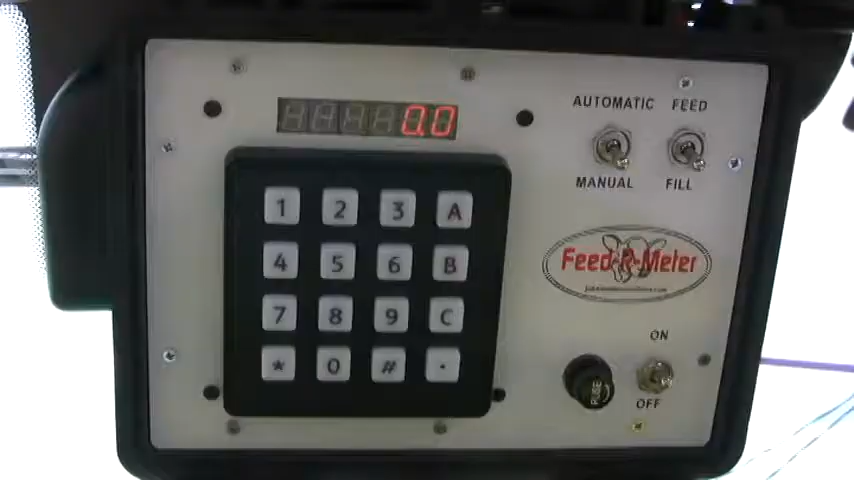 0.0
AUTOMATIC FEED
MANUAL FILL
1 2 3 A
4 5 6 B
7 8 9 C
* 0 # .
Feed-R-Meter
ON
FUSE
OFF